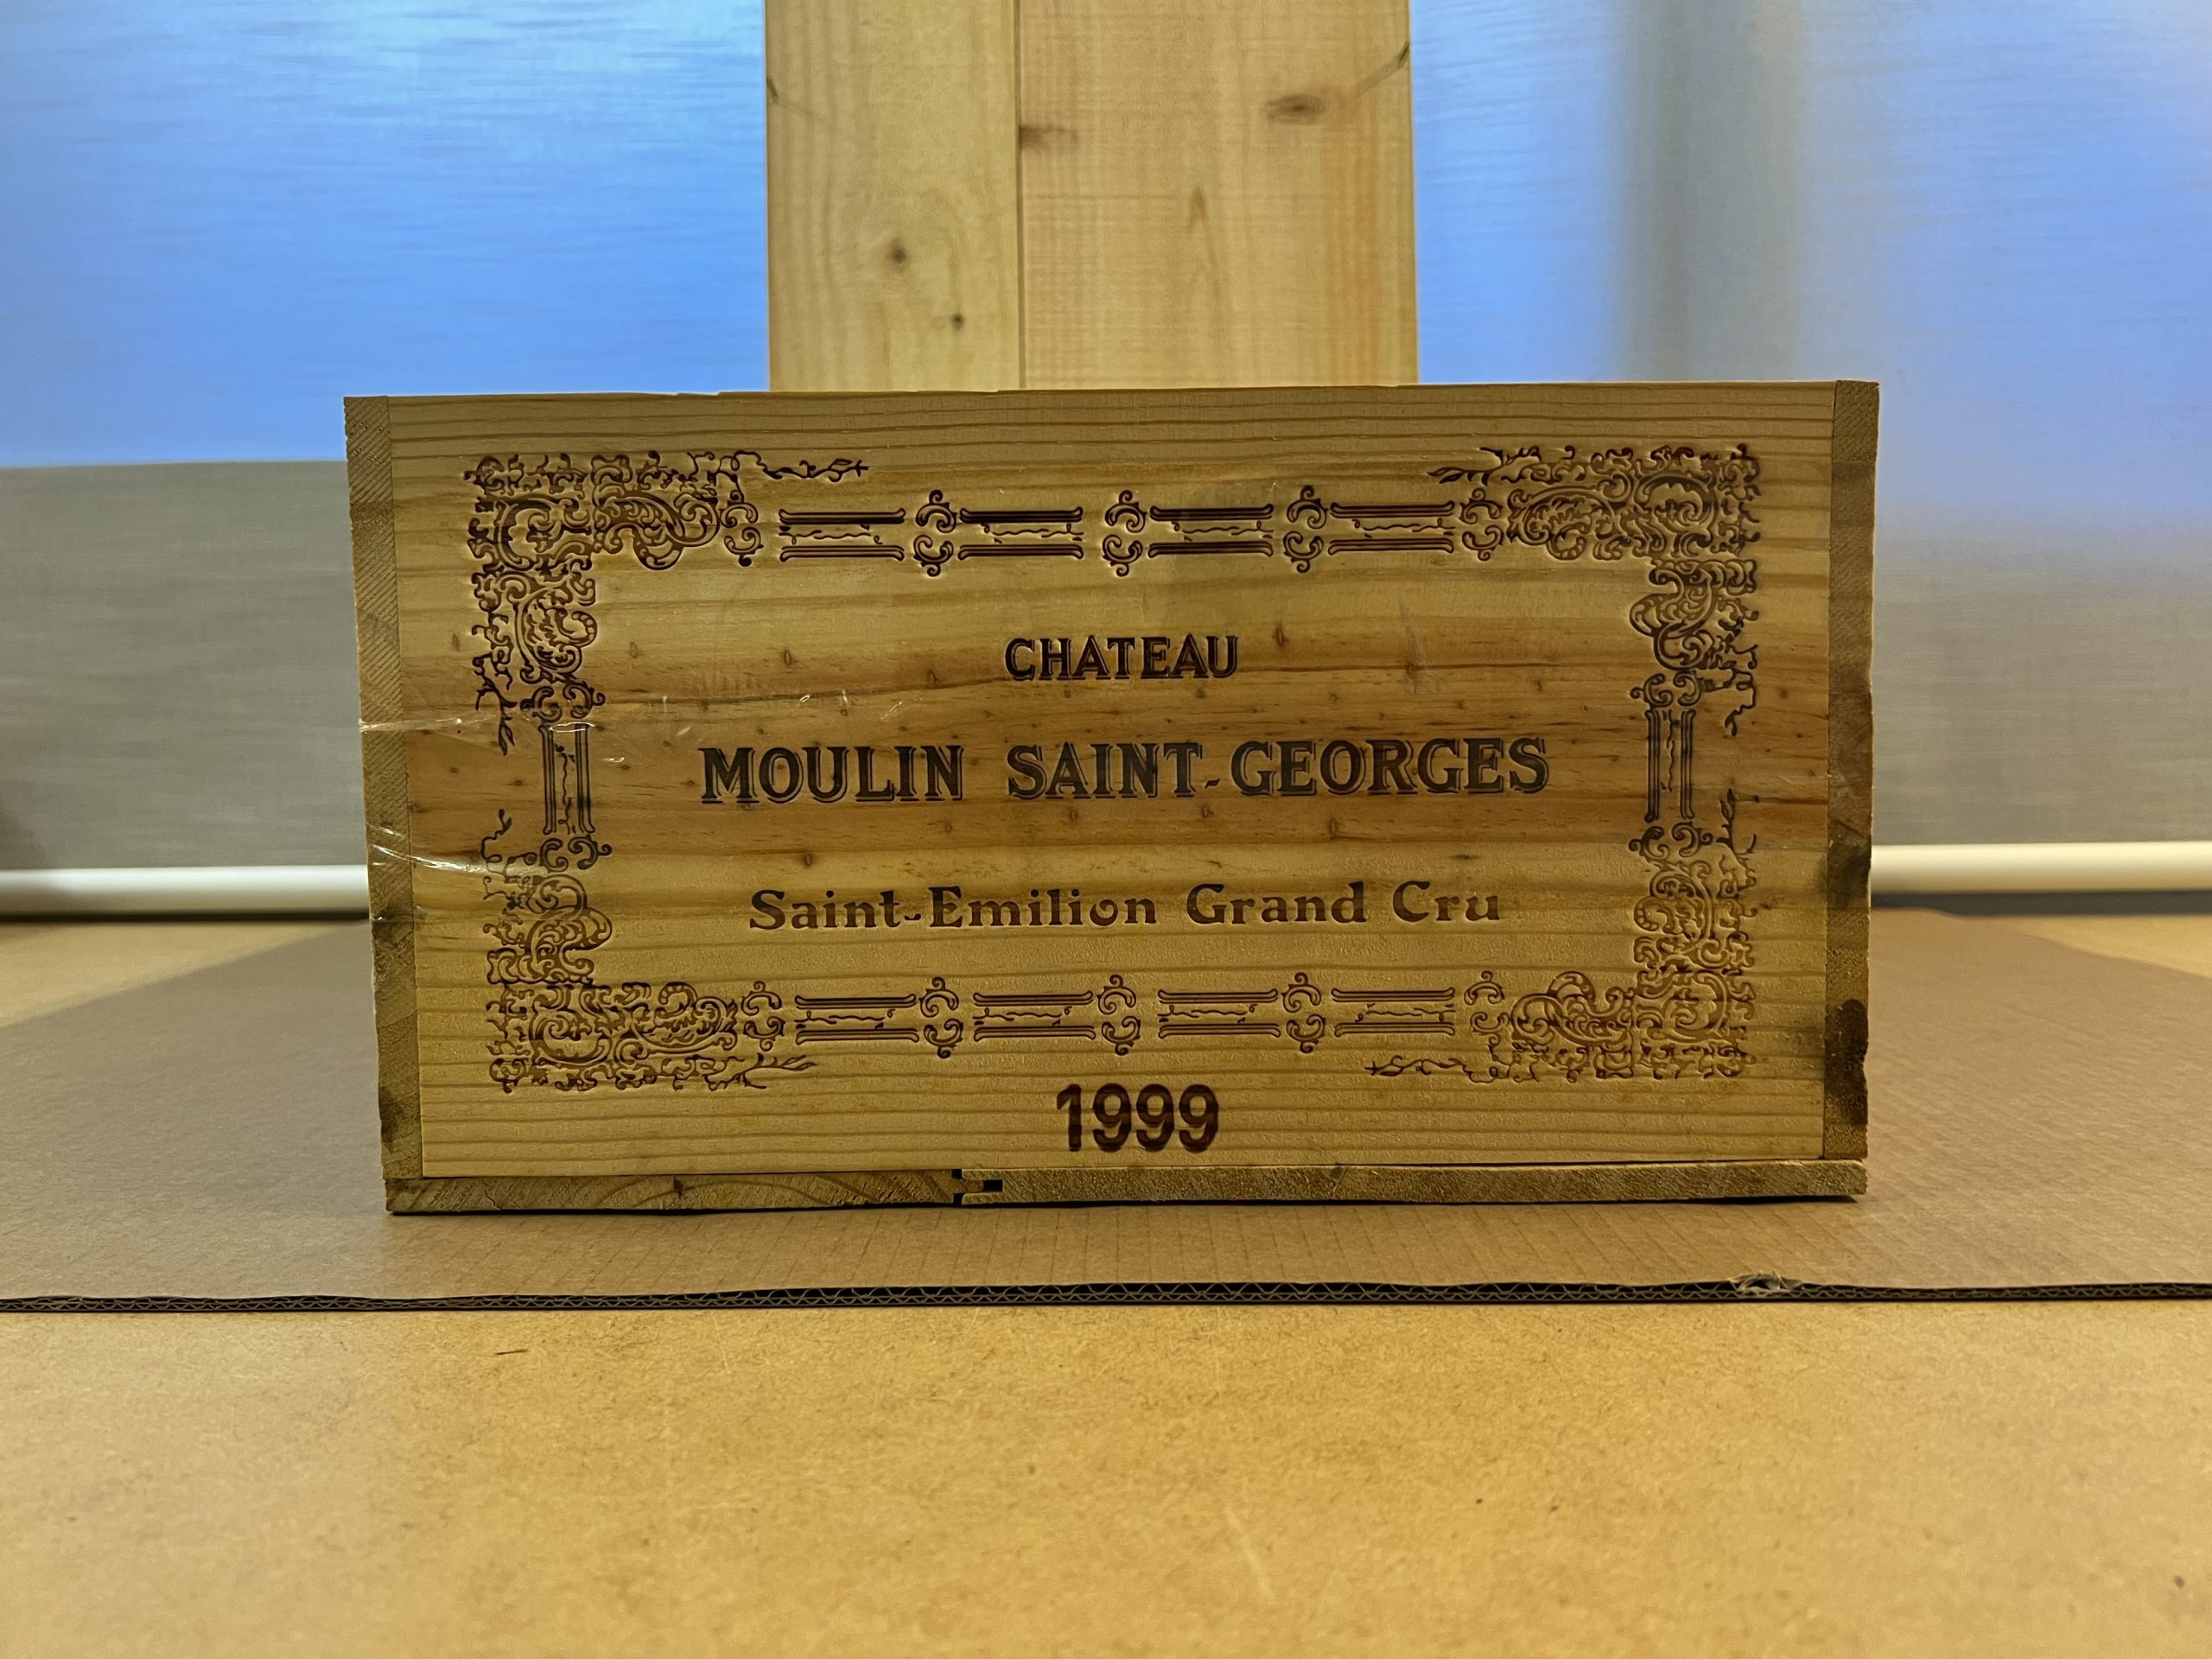 CHATEAU
MOULIN SAINT-GEORGES
Saint-Emilion Grand Cru
1999